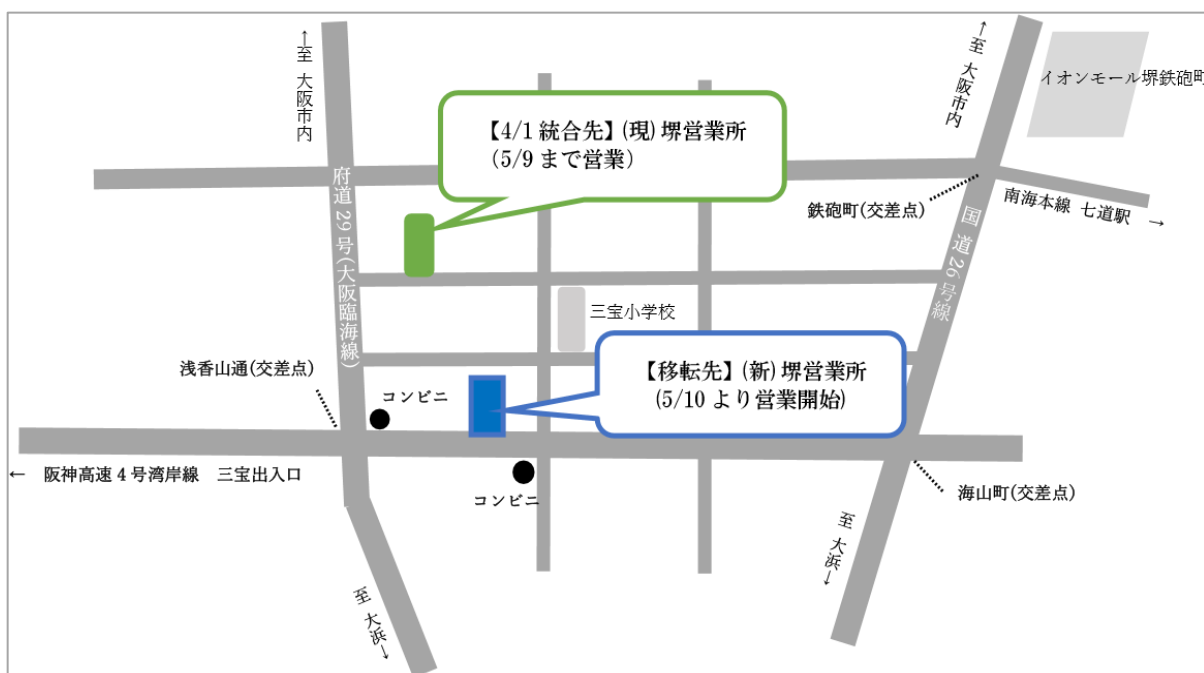 ←至 大阪市内
←至 大阪市内
イオンモール堺鉄砲町
【4/1 統合先】(現) 堺営業所
(5/9 まで営業)
府道29号(大阪臨海線)
鉄砲町(交差点)
南海本線 七道駅 →
国道26号線
三宝小学校
【移転先】(新) 堺営業所
(5/10 より営業開始)
浅香山通(交差点)
コンビニ
← 阪神高速4号湾岸線 三宝出入口
コンビニ
海山町(交差点)
至 大浜→
至 大浜→